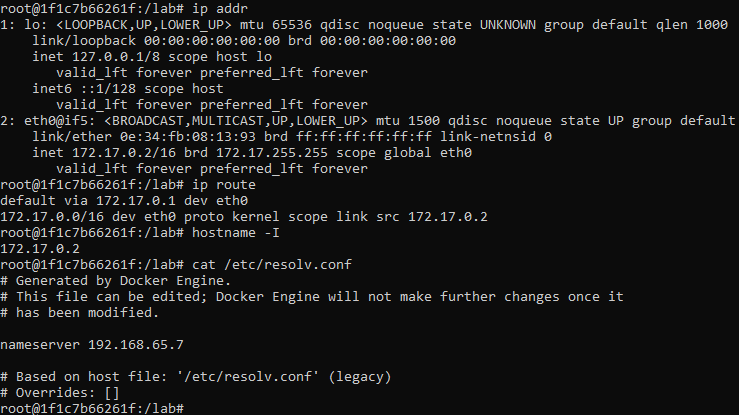 root@1f1c7b66261f:/lab# ip addr
1: lo: <LOOPBACK,UP,LOWER_UP> mtu 65536 qdisc noqueue state UNKNOWN group default qlen 1000
    link/loopback 00:00:00:00:00:00 brd 00:00:00:00:00:00
    inet 127.0.0.1/8 scope host lo
       valid_lft forever preferred_lft forever
    inet6 ::1/128 scope host
       valid_lft forever preferred_lft forever
2: eth0@if5: <BROADCAST,MULTICAST,UP,LOWER_UP> mtu 1500 qdisc noqueue state UP group default
    link/ether 0e:34:fb:08:13:93 brd ff:ff:ff:ff:ff:ff link-netnsid 0
    inet 172.17.0.2/16 brd 172.17.255.255 scope global eth0
       valid_lft forever preferred_lft forever
root@1f1c7b66261f:/lab# ip route
default via 172.17.0.1 dev eth0
172.17.0.0/16 dev eth0 proto kernel scope link src 172.17.0.2
root@1f1c7b66261f:/lab# hostname -I
172.17.0.2
root@1f1c7b66261f:/lab# cat /etc/resolv.conf
# Generated by Docker Engine.
# This file can be edited; Docker Engine will not make further changes once it
# has been modified.

nameserver 192.168.65.7

# Based on host file: '/etc/resolv.conf' (legacy)
# Overrides: []
root@1f1c7b66261f:/lab#